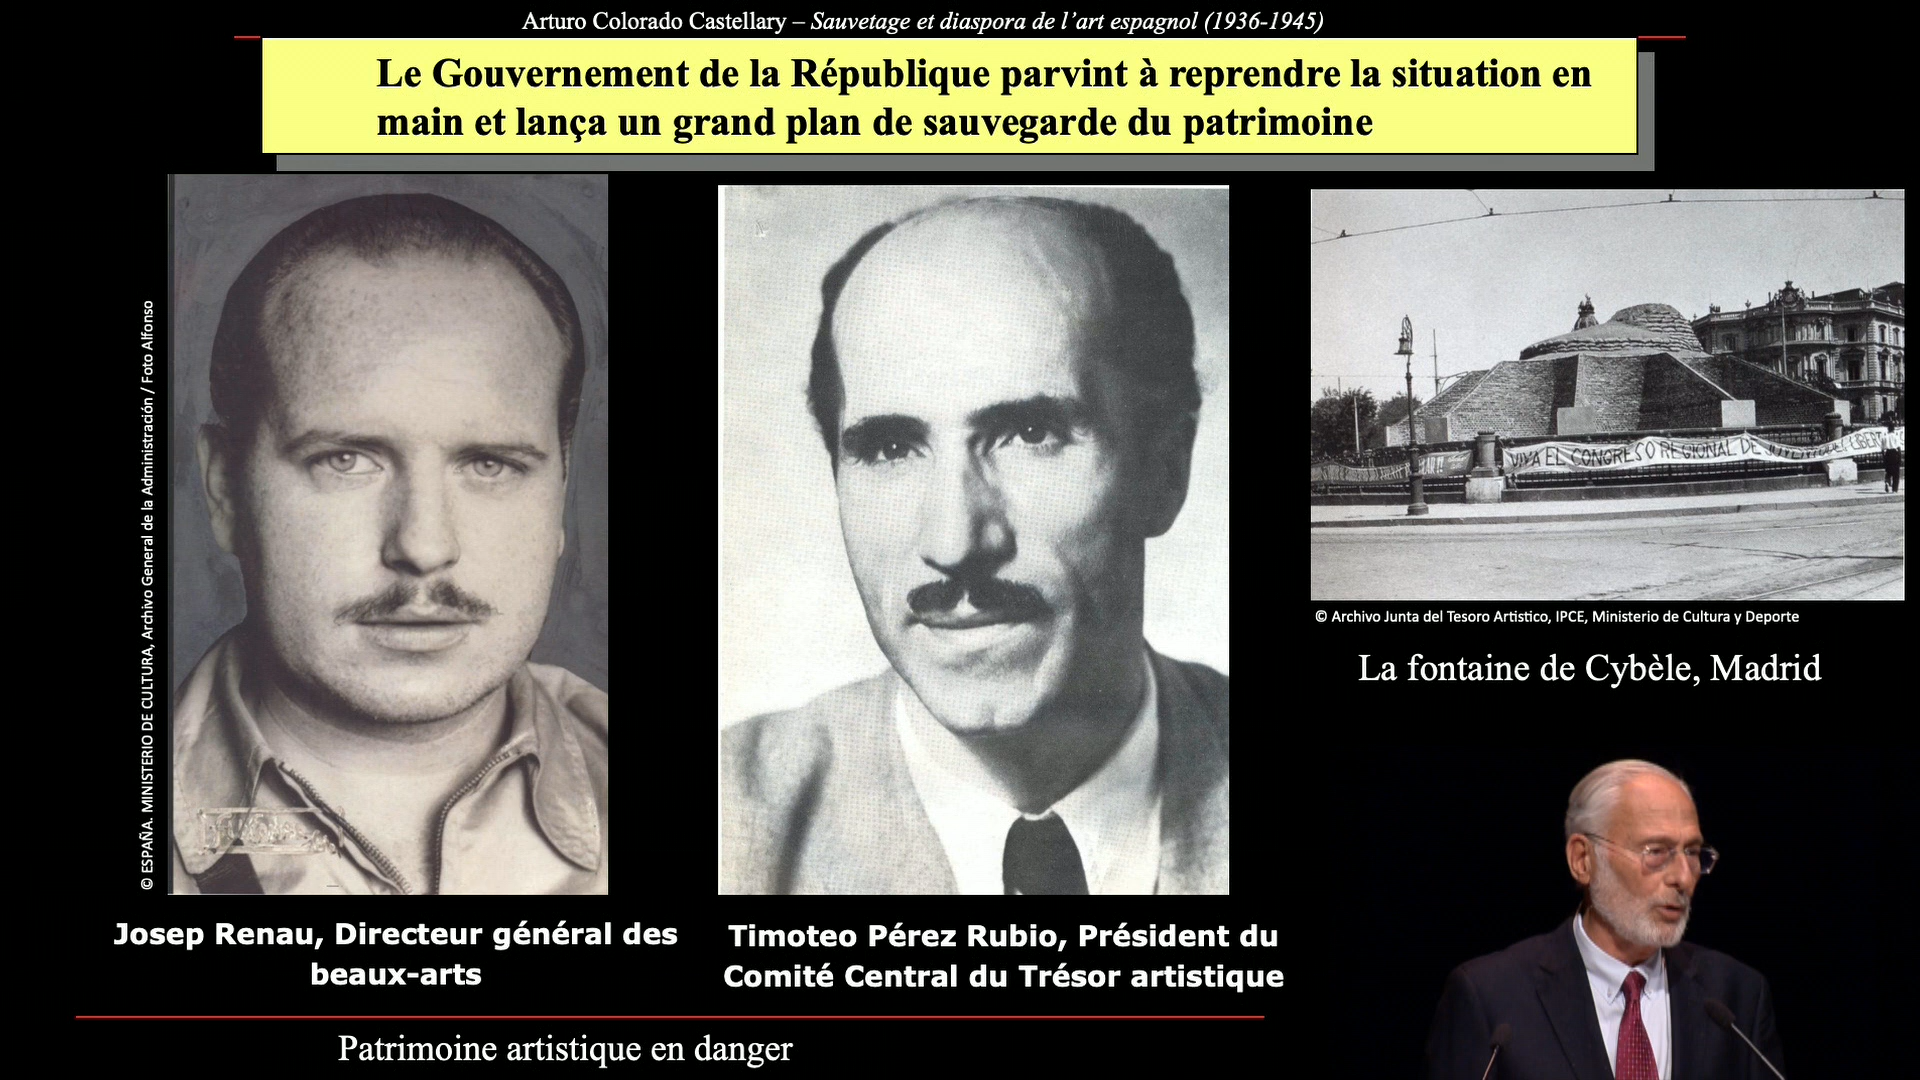 Arturo Colorado Castellary – Sauvetage et diaspora de l’art espagnol (1936-1945)
Le Gouvernement de la République parvint à reprendre la situation en
main et lança un grand plan de sauvegarde du patrimoine
© ESPAÑA. MINISTERIO DE CULTURA, Archivo General de la Administración / Foto Alfonso
VIVA EL CONGRESO REGIONAL DE
© Archivo Junta del Tesoro Artistico, IPCE, Ministerio de Cultura y Deporte
La fontaine de Cybèle, Madrid
Josep Renau, Directeur général des
beaux-arts
Timoteo Pérez Rubio, Président du
Comité Central du Trésor artistique
Patrimoine artistique en danger